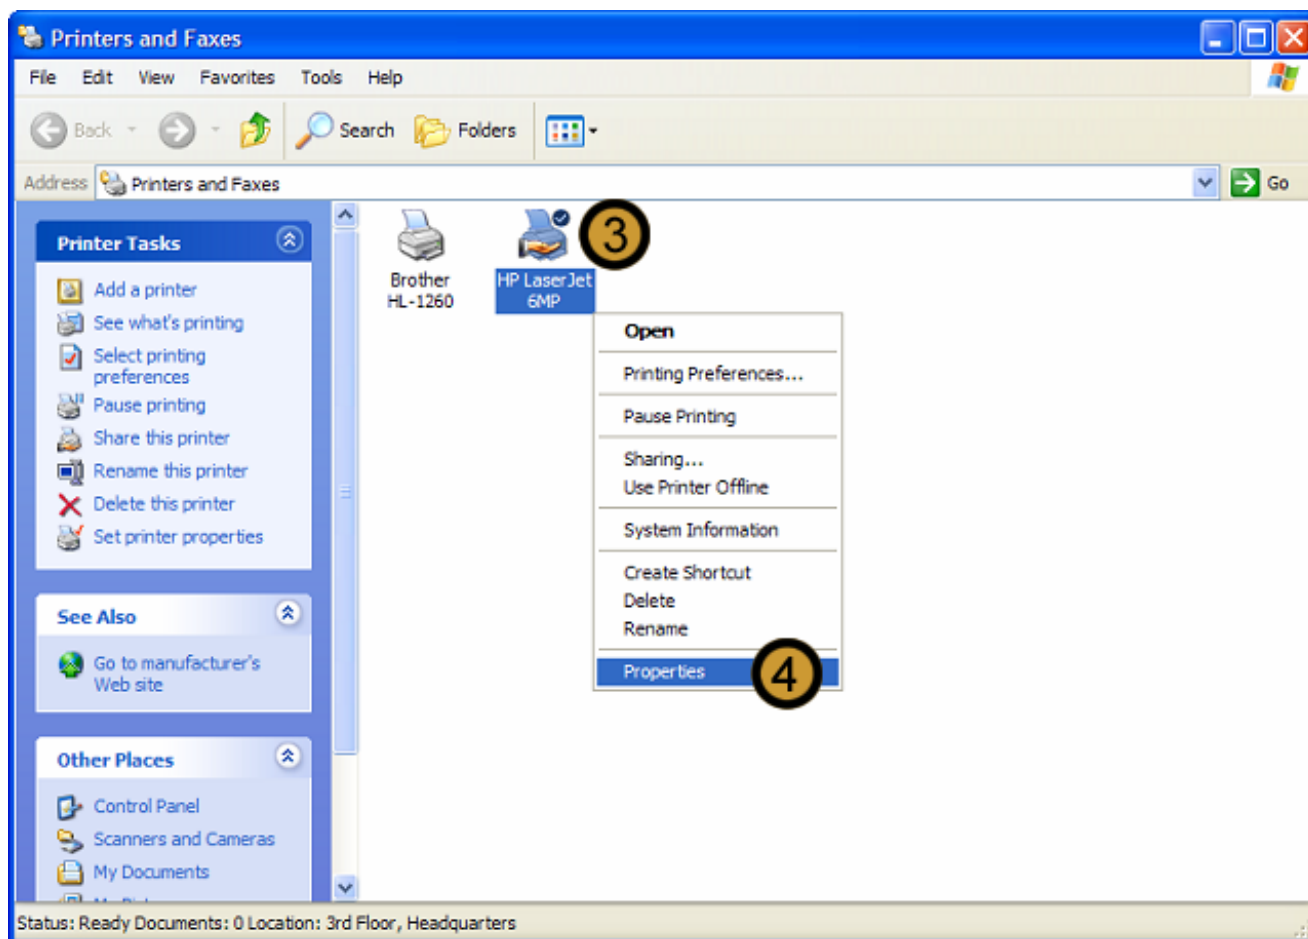 Printers and Faxes
File Edit View Favorites Tools Help
Back Search Folders
Address Printers and Faxes Go
Printer Tasks
Add a printer
See what's printing
Select printing
preferences
Pause printing
Share this printer
Rename this printer
Delete this printer
Set printer properties
See Also
Go to manufacturer's
Web site
Other Places
Control Panel
Scanners and Cameras
My Documents
Brother
HL-1260
HP LaserJet
6MP
3
Open
Printing Preferences...
Pause Printing
Sharing...
Use Printer Offline
System Information
Create Shortcut
Delete
Rename
Properties
4
Status: Ready Documents: 0 Location: 3rd Floor, Headquarters